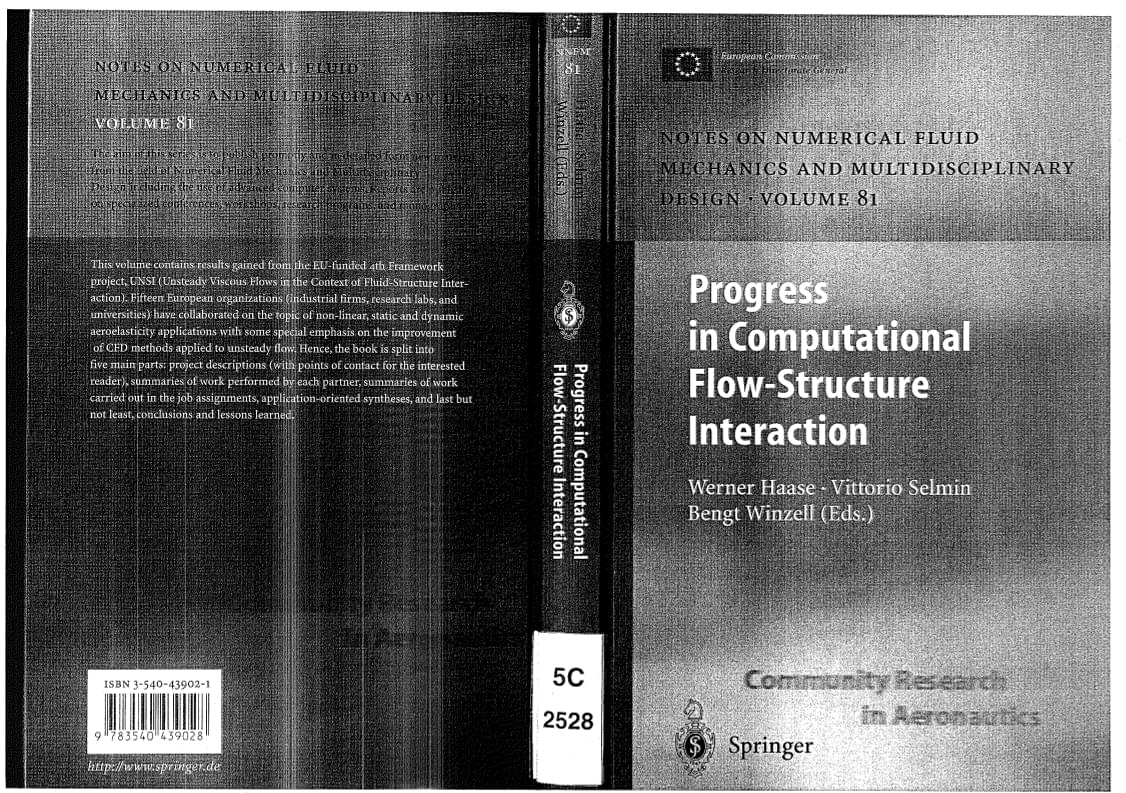 NOTES ON NUMERICAL FLUID
MECHANICS AND MULTIDISCIPLINARY DESIGN
VOLUME 81
The aim of this series is to publish promptly and in detailed form new material
from the field of Numerical Fluid Mechanics and Multidisciplinary
Design including the use of advanced computer systems. Reports are
on specialized conferences, workshops, research programs, and
This volume contains results gained from the EU-funded 4th Framework
project, UNSI (Unsteady Viscous Flows in the Context of Fluid-Structure Inter-
action). Fifteen European organizations (industrial firms, research labs, and
universities) have collaborated on the topic of non-linear, static and dynamic
aeroelasticity applications with some special emphasis on the improvement
of CFD methods applied to unsteady flow. Hence, the book is split into
five main parts: project descriptions (with points of contact for the interested
reader), summaries of work performed by each partner, summaries of work
carried out in the job assignments, application-oriented syntheses, and last but
not least, conclusions and lessons learned.
ISBN 3-540-43902-1
9 783540 439028
http://www.springer.de
NNFM
81
Haase · Selmin
Winzell (Eds.)
Progress in Computational
Flow-Structure Interaction
5C
2528
European Commission
Research Directorate General
NOTES ON NUMERICAL FLUID
MECHANICS AND MULTIDISCIPLINARY
DESIGN · VOLUME 81
Progress
in Computational
Flow-Structure
Interaction
Werner Haase · Vittorio Selmin
Bengt Winzell (Eds.)
Community Research
in Aeronautics
Springer